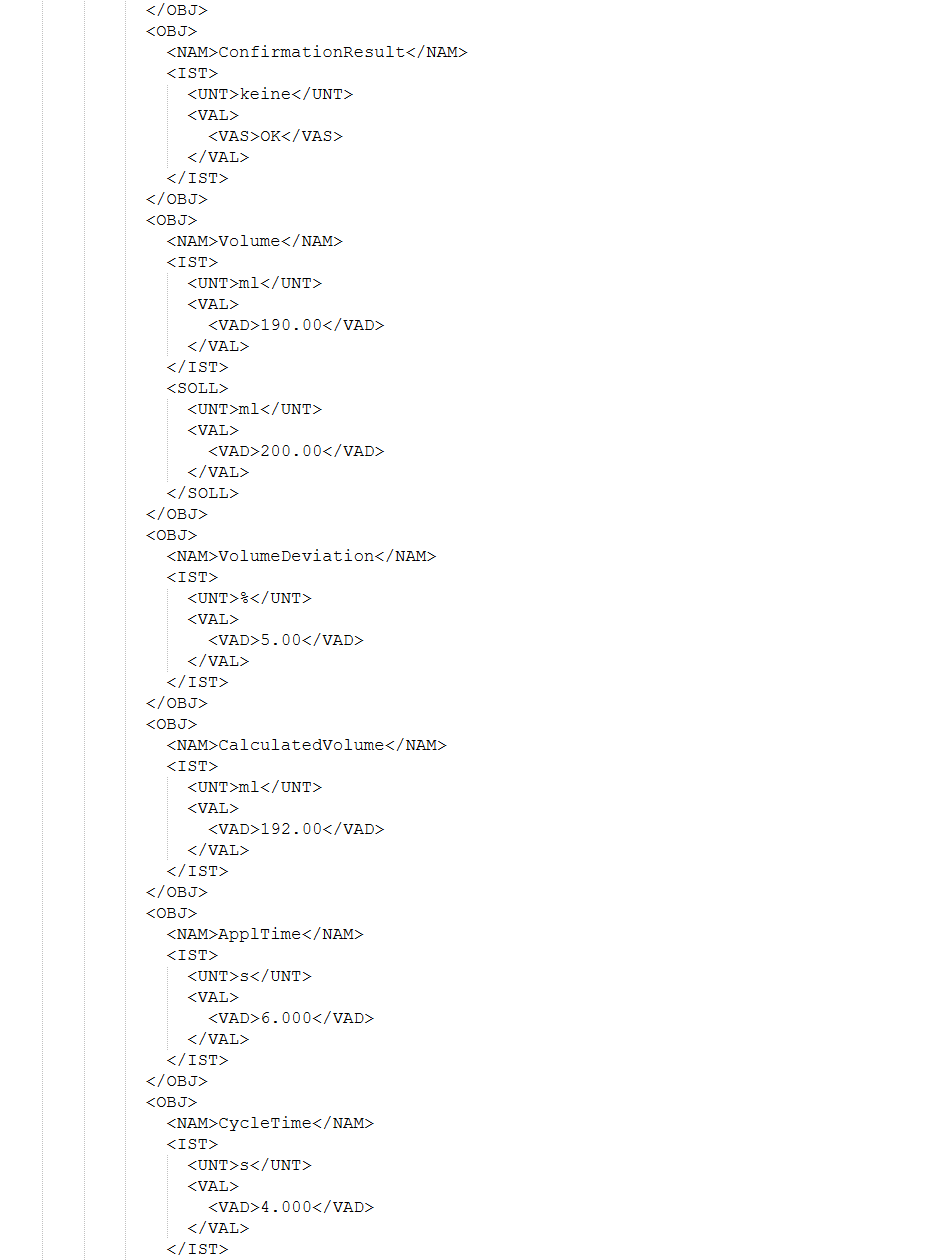 </OBJ>
<OBJ>
<NAM>ConfirmationResult</NAM>
<IST>
<UNT>keine</UNT>
<VAL>
<VAS>OK</VAS>
</VAL>
</IST>
</OBJ>
<OBJ>
<NAM>Volume</NAM>
<IST>
<UNT>ml</UNT>
<VAL>
<VAD>190.00</VAD>
</VAL>
</IST>
<SOLL>
<UNT>ml</UNT>
<VAL>
<VAD>200.00</VAD>
</VAL>
</SOLL>
</OBJ>
<OBJ>
<NAM>VolumeDeviation</NAM>
<IST>
<UNT>%</UNT>
<VAL>
<VAD>5.00</VAD>
</VAL>
</IST>
</OBJ>
<OBJ>
<NAM>CalculatedVolume</NAM>
<IST>
<UNT>ml</UNT>
<VAL>
<VAD>192.00</VAD>
</VAL>
</IST>
</OBJ>
<OBJ>
<NAM>ApplTime</NAM>
<IST>
<UNT>s</UNT>
<VAL>
<VAD>6.000</VAD>
</VAL>
</IST>
</OBJ>
<OBJ>
<NAM>CycleTime</NAM>
<IST>
<UNT>s</UNT>
<VAL>
<VAD>4.000</VAD>
</VAL>
</IST>